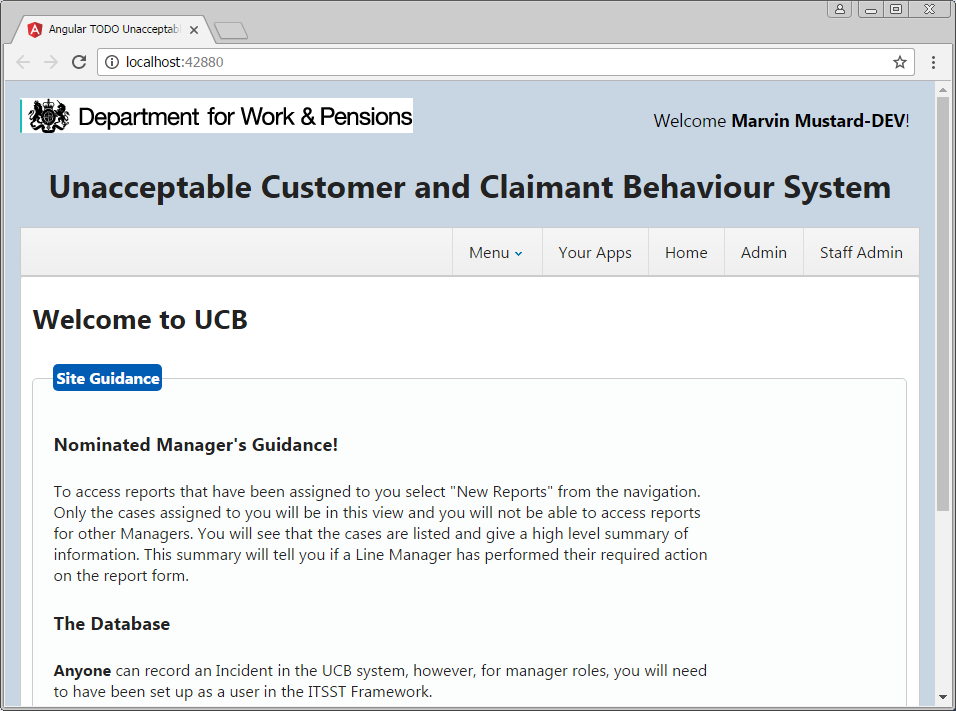 Angular TODO Unacceptabl
localhost:42880
Department for Work & Pensions
Welcome Marvin Mustard-DEV!
Unacceptable Customer and Claimant Behaviour System
Menu Your Apps Home Admin Staff Admin
Welcome to UCB
Site Guidance
Nominated Manager's Guidance!
To access reports that have been assigned to you select "New Reports" from the navigation.
Only the cases assigned to you will be in this view and you will not be able to access reports
for other Managers. You will see that the cases are listed and give a high level summary of
information. This summary will tell you if a Line Manager has performed their required action
on the report form.
The Database
Anyone can record an Incident in the UCB system, however, for manager roles, you will need
to have been set up as a user in the ITSST Framework.